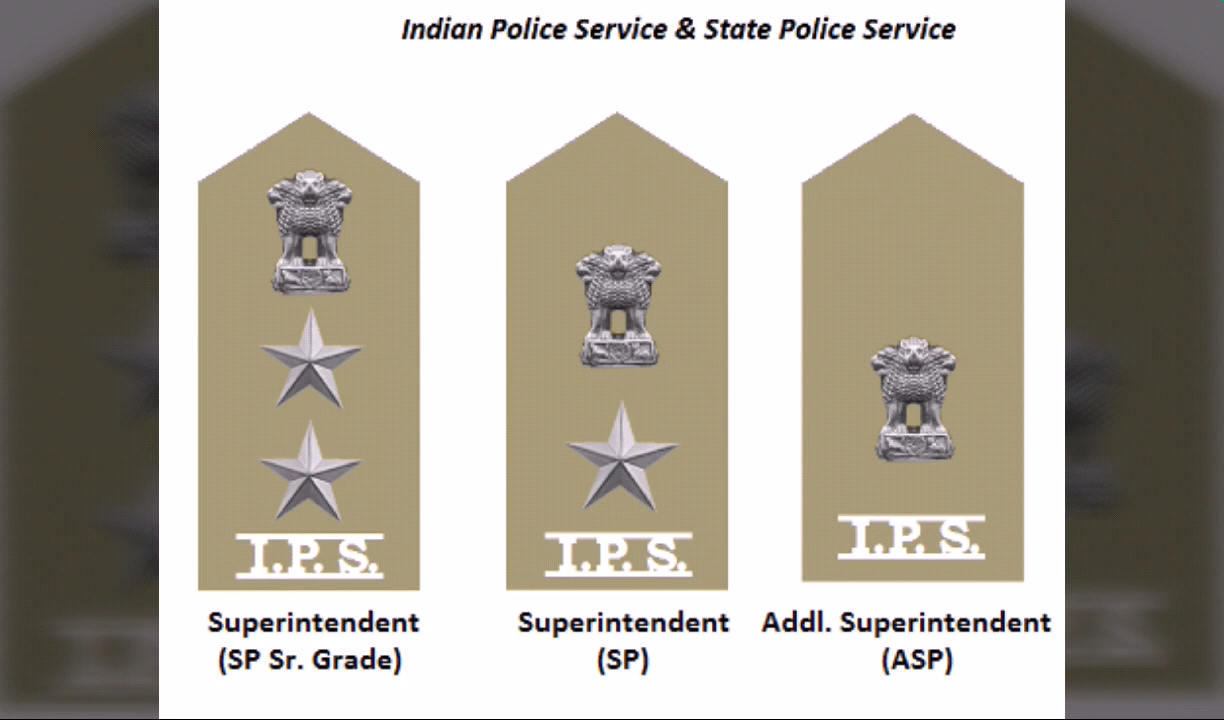 Indian Police Service & State Police Service
I.P.S.
I.P.S.
I.P.S.
Superintendent
(SP Sr. Grade)
Superintendent
(SP)
Addl. Superintendent
(ASP)